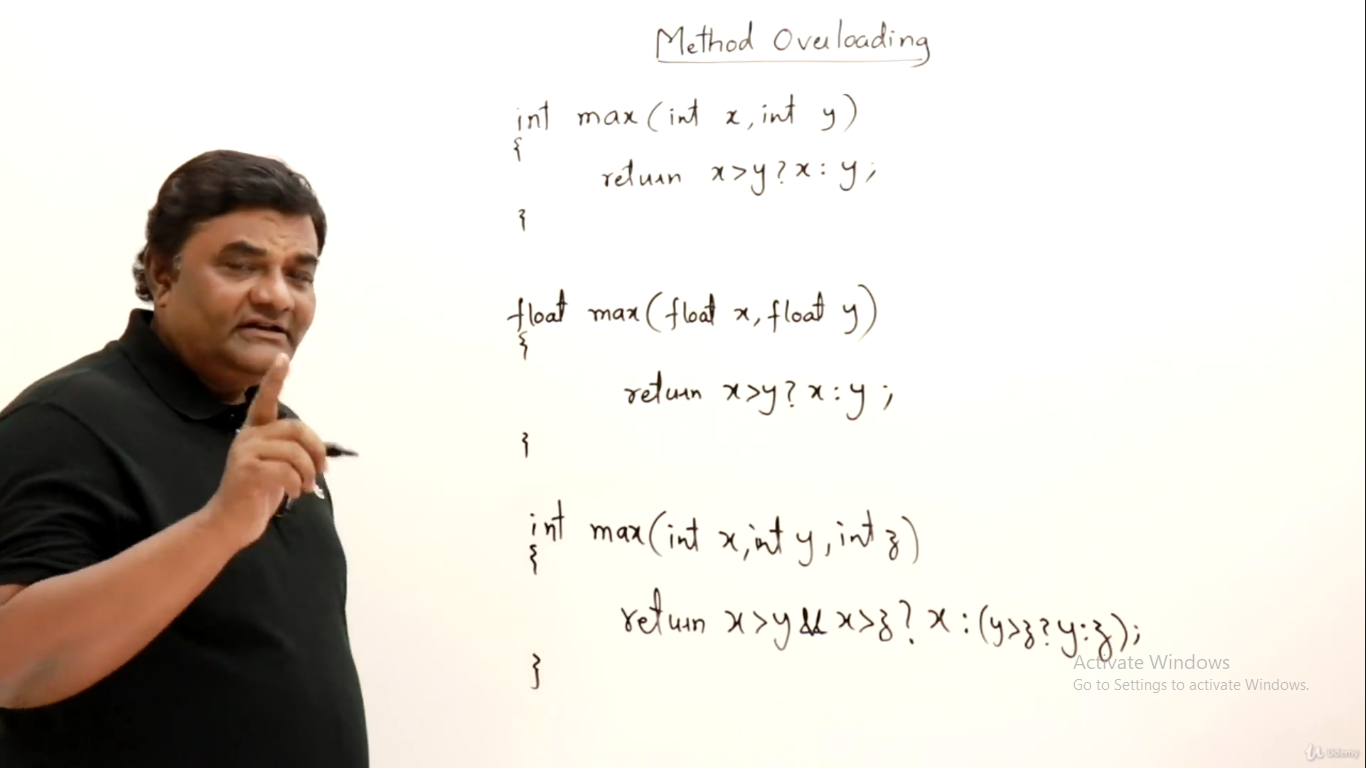 Method Overloading
int max(int x, int y)
{
return x>y?x:y;
}
float max(float x, float y)
{
return x>y?x:y;
}
int max(int x, int y, int z)
{
return x>y && x>z? x:(y>z?y:z);
}
Activate Windows
Go to Settings to activate Windows.
Udemy